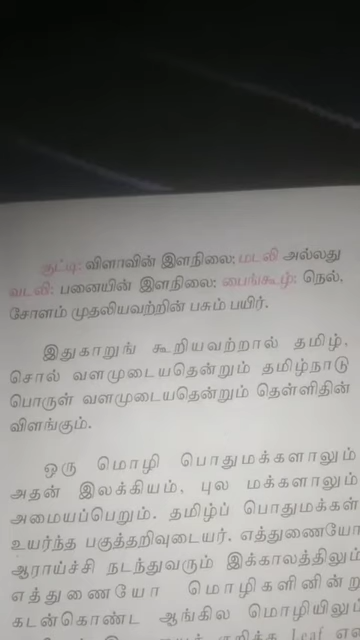 குட்டி: விளாவின் இளநிலை; மடலி அல்லது
வடலி: பனையின் இளநிலை; பைங்கூழ்: நெல்,
சோளம் முதலியவற்றின் பசும் பயிர்.
இதுகாறுங் கூறியவற்றால் தமிழ்,
சொல் வளமுடையதென்றும் தமிழ்நாடு
பொருள் வளமுடையதென்றும் தெள்ளிதின்
விளங்கும்.
ஒரு மொழி பொதுமக்களாலும்
அதன் இலக்கியம், புல மக்களாலும்
அமையப்பெறும். தமிழ்ப் பொதுமக்கள்
உயர்ந்த பகுத்தறிவுடையர். எத்துணையோ
ஆராய்ச்சி நடந்துவரும் இக்காலத்திலும்
எத்துணையோ மொழிகளினின்று
கடன்கொண்ட ஆங்கில மொழியிலும்